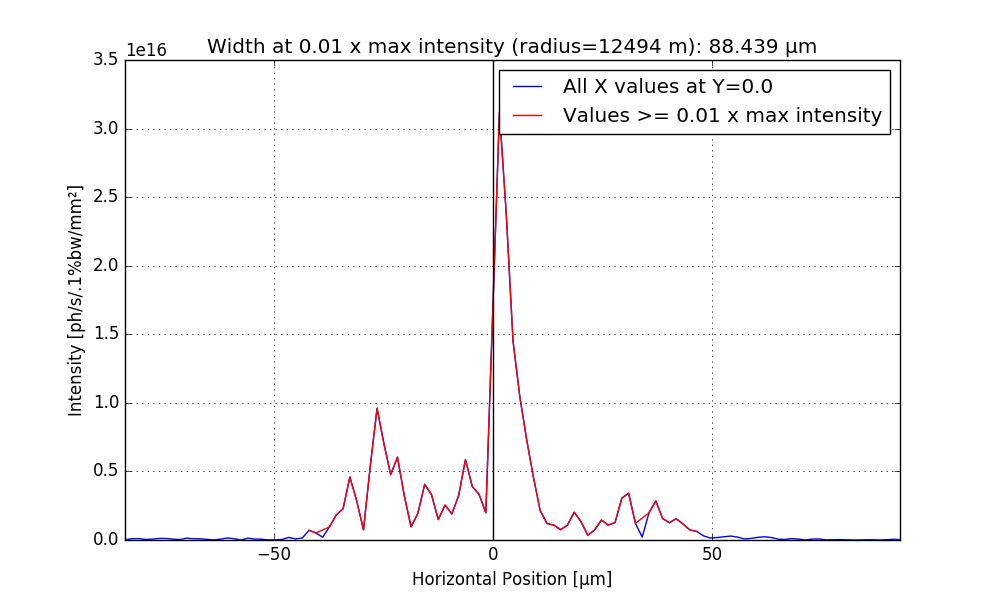 Width at 0.01 x max intensity (radius=12494 m): 88.439 µm
1e16
3.5
3.0
2.5
2.0
1.5
1.0
0.5
0.0
Intensity [ph/s/.1%bw/mm²]
All X values at Y=0.0
Values >= 0.01 x max intensity
−50
0
50
Horizontal Position [µm]